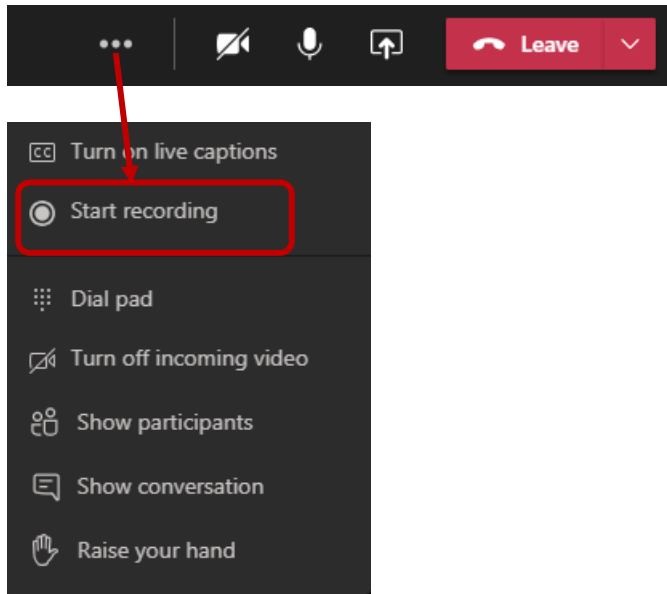 Leave
CC Turn on live captions
Start recording
Dial pad
Turn off incoming video
Show participants
Show conversation
Raise your hand